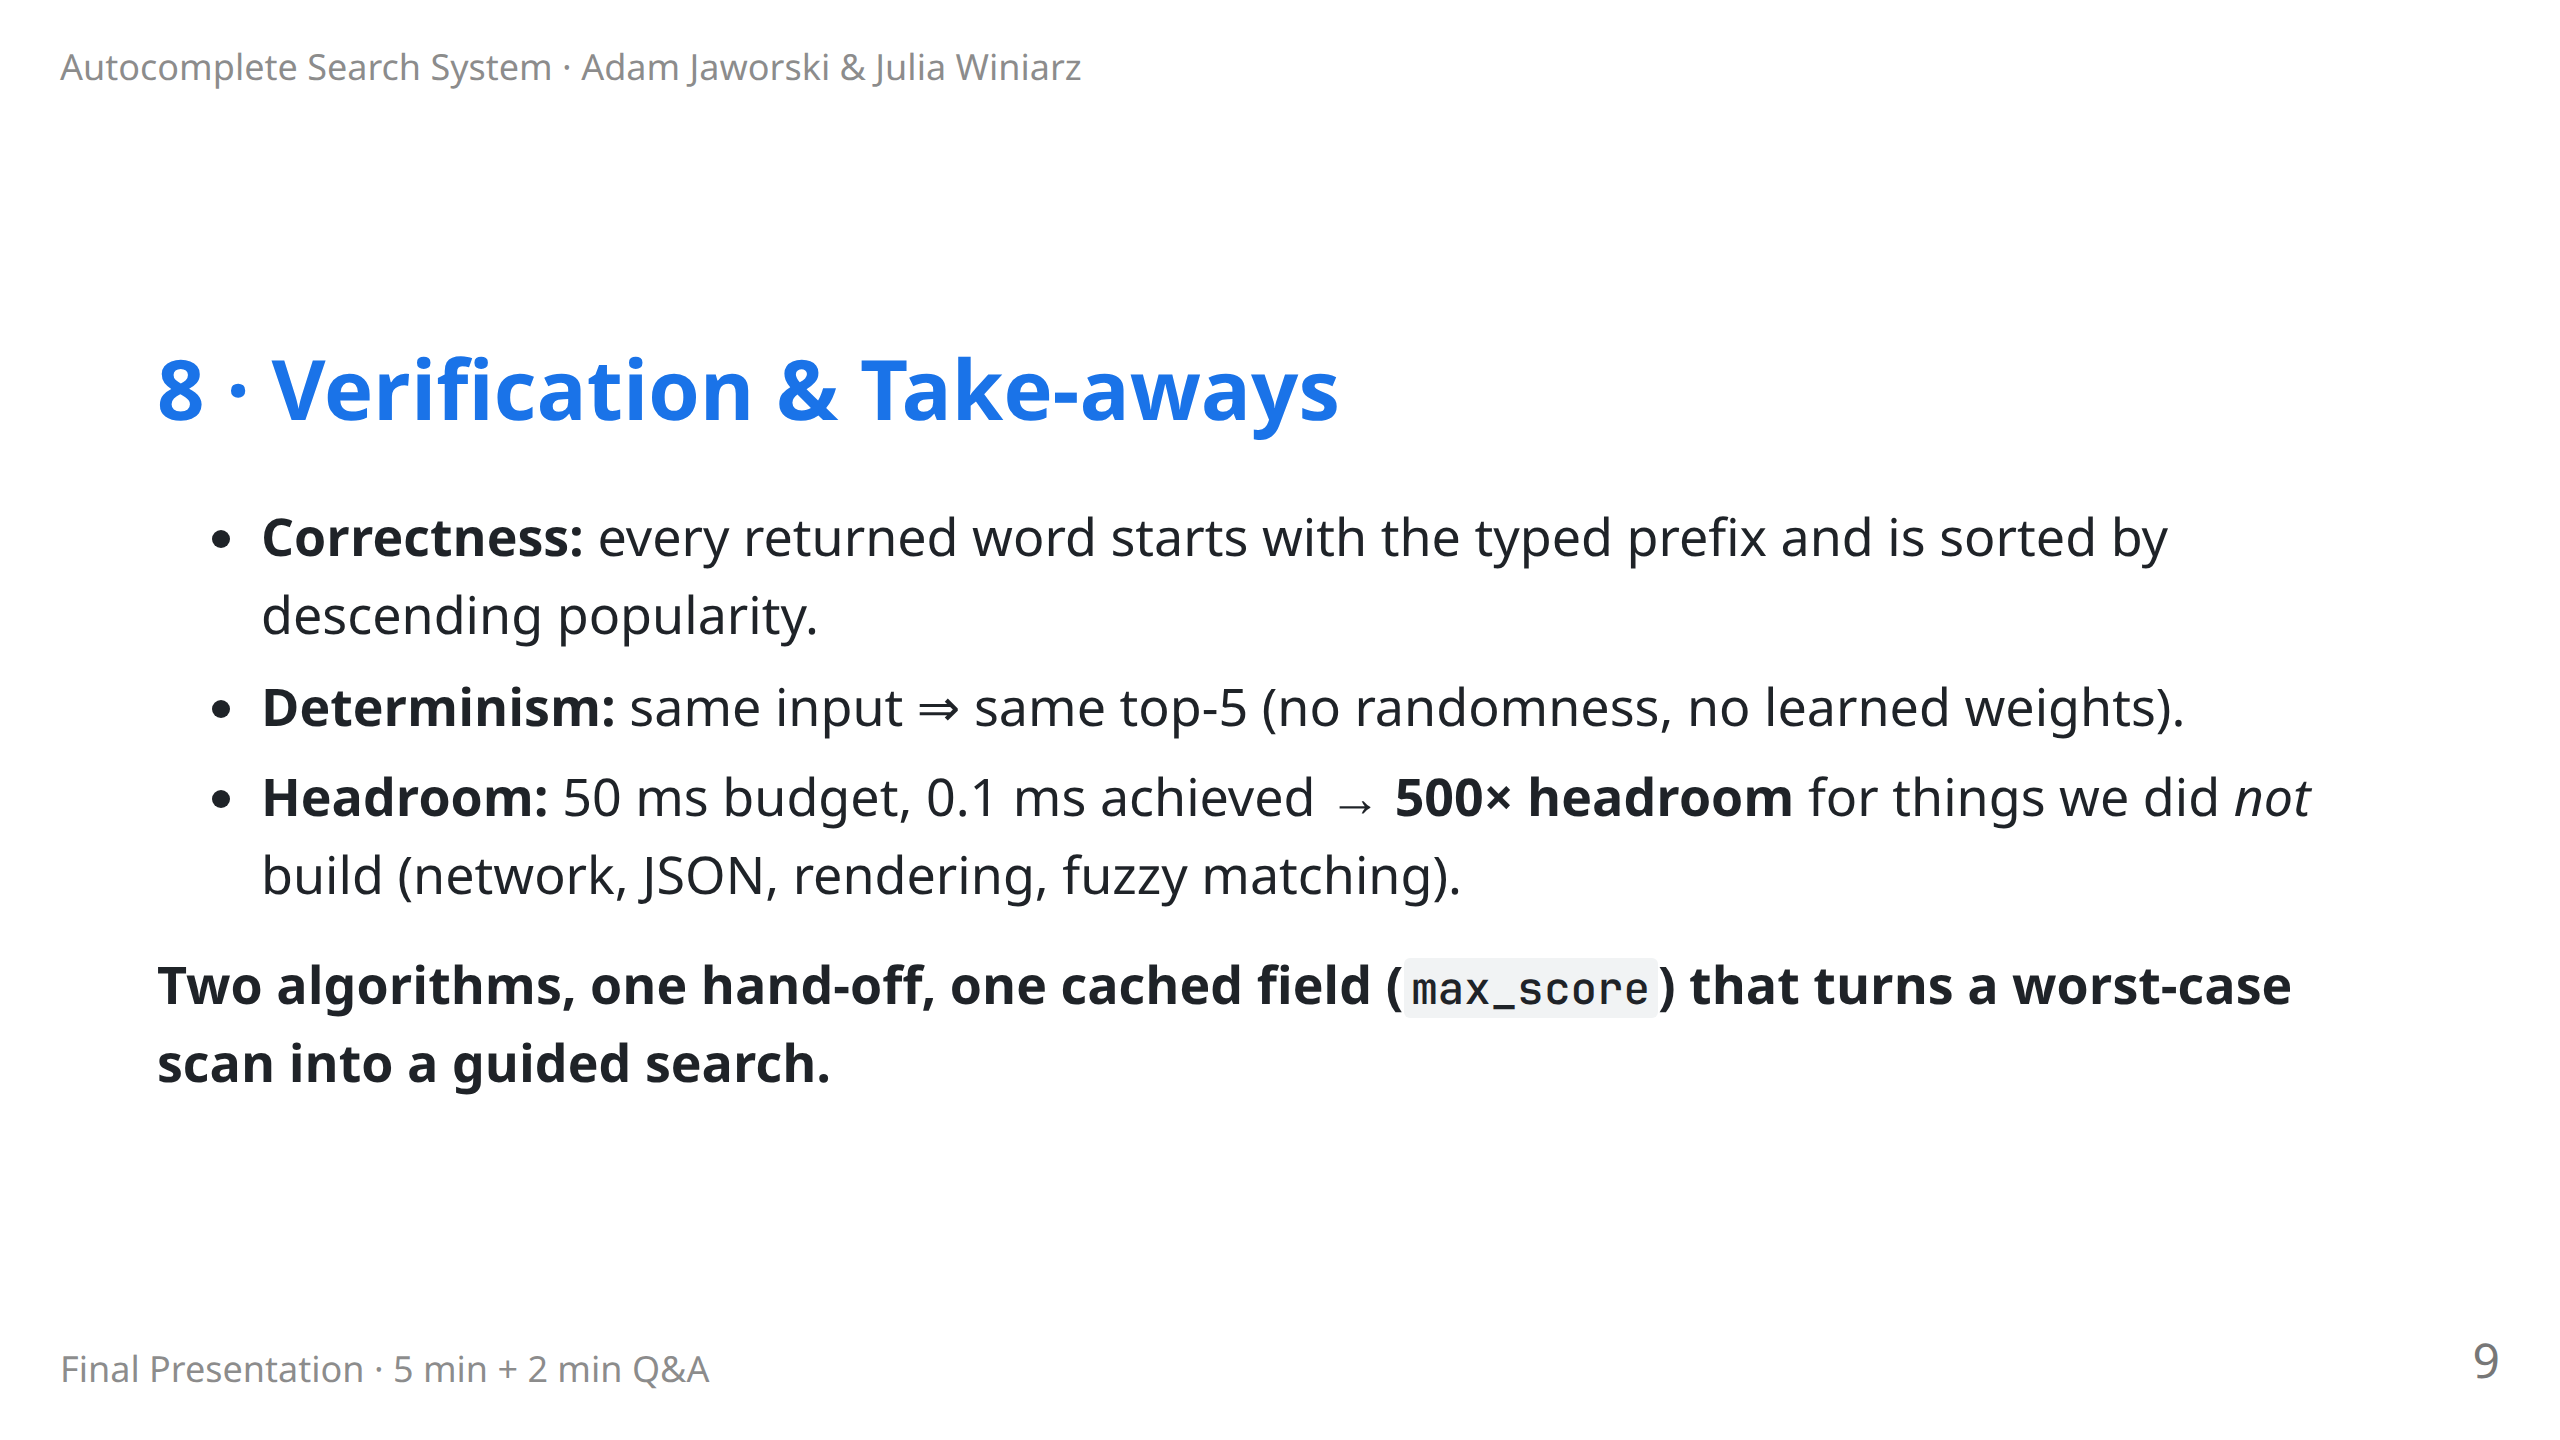 Autocomplete Search System · Adam Jaworski & Julia Winiarz
8 · Verification & Take-aways
• Correctness: every returned word starts with the typed prefix and is sorted by
descending popularity.
• Determinism: same input ⇒ same top-5 (no randomness, no learned weights).
• Headroom: 50 ms budget, 0.1 ms achieved → 500× headroom for things we did not
build (network, JSON, rendering, fuzzy matching).
Two algorithms, one hand-off, one cached field (max_score) that turns a worst-case
scan into a guided search.
Final Presentation · 5 min + 2 min Q&A
9